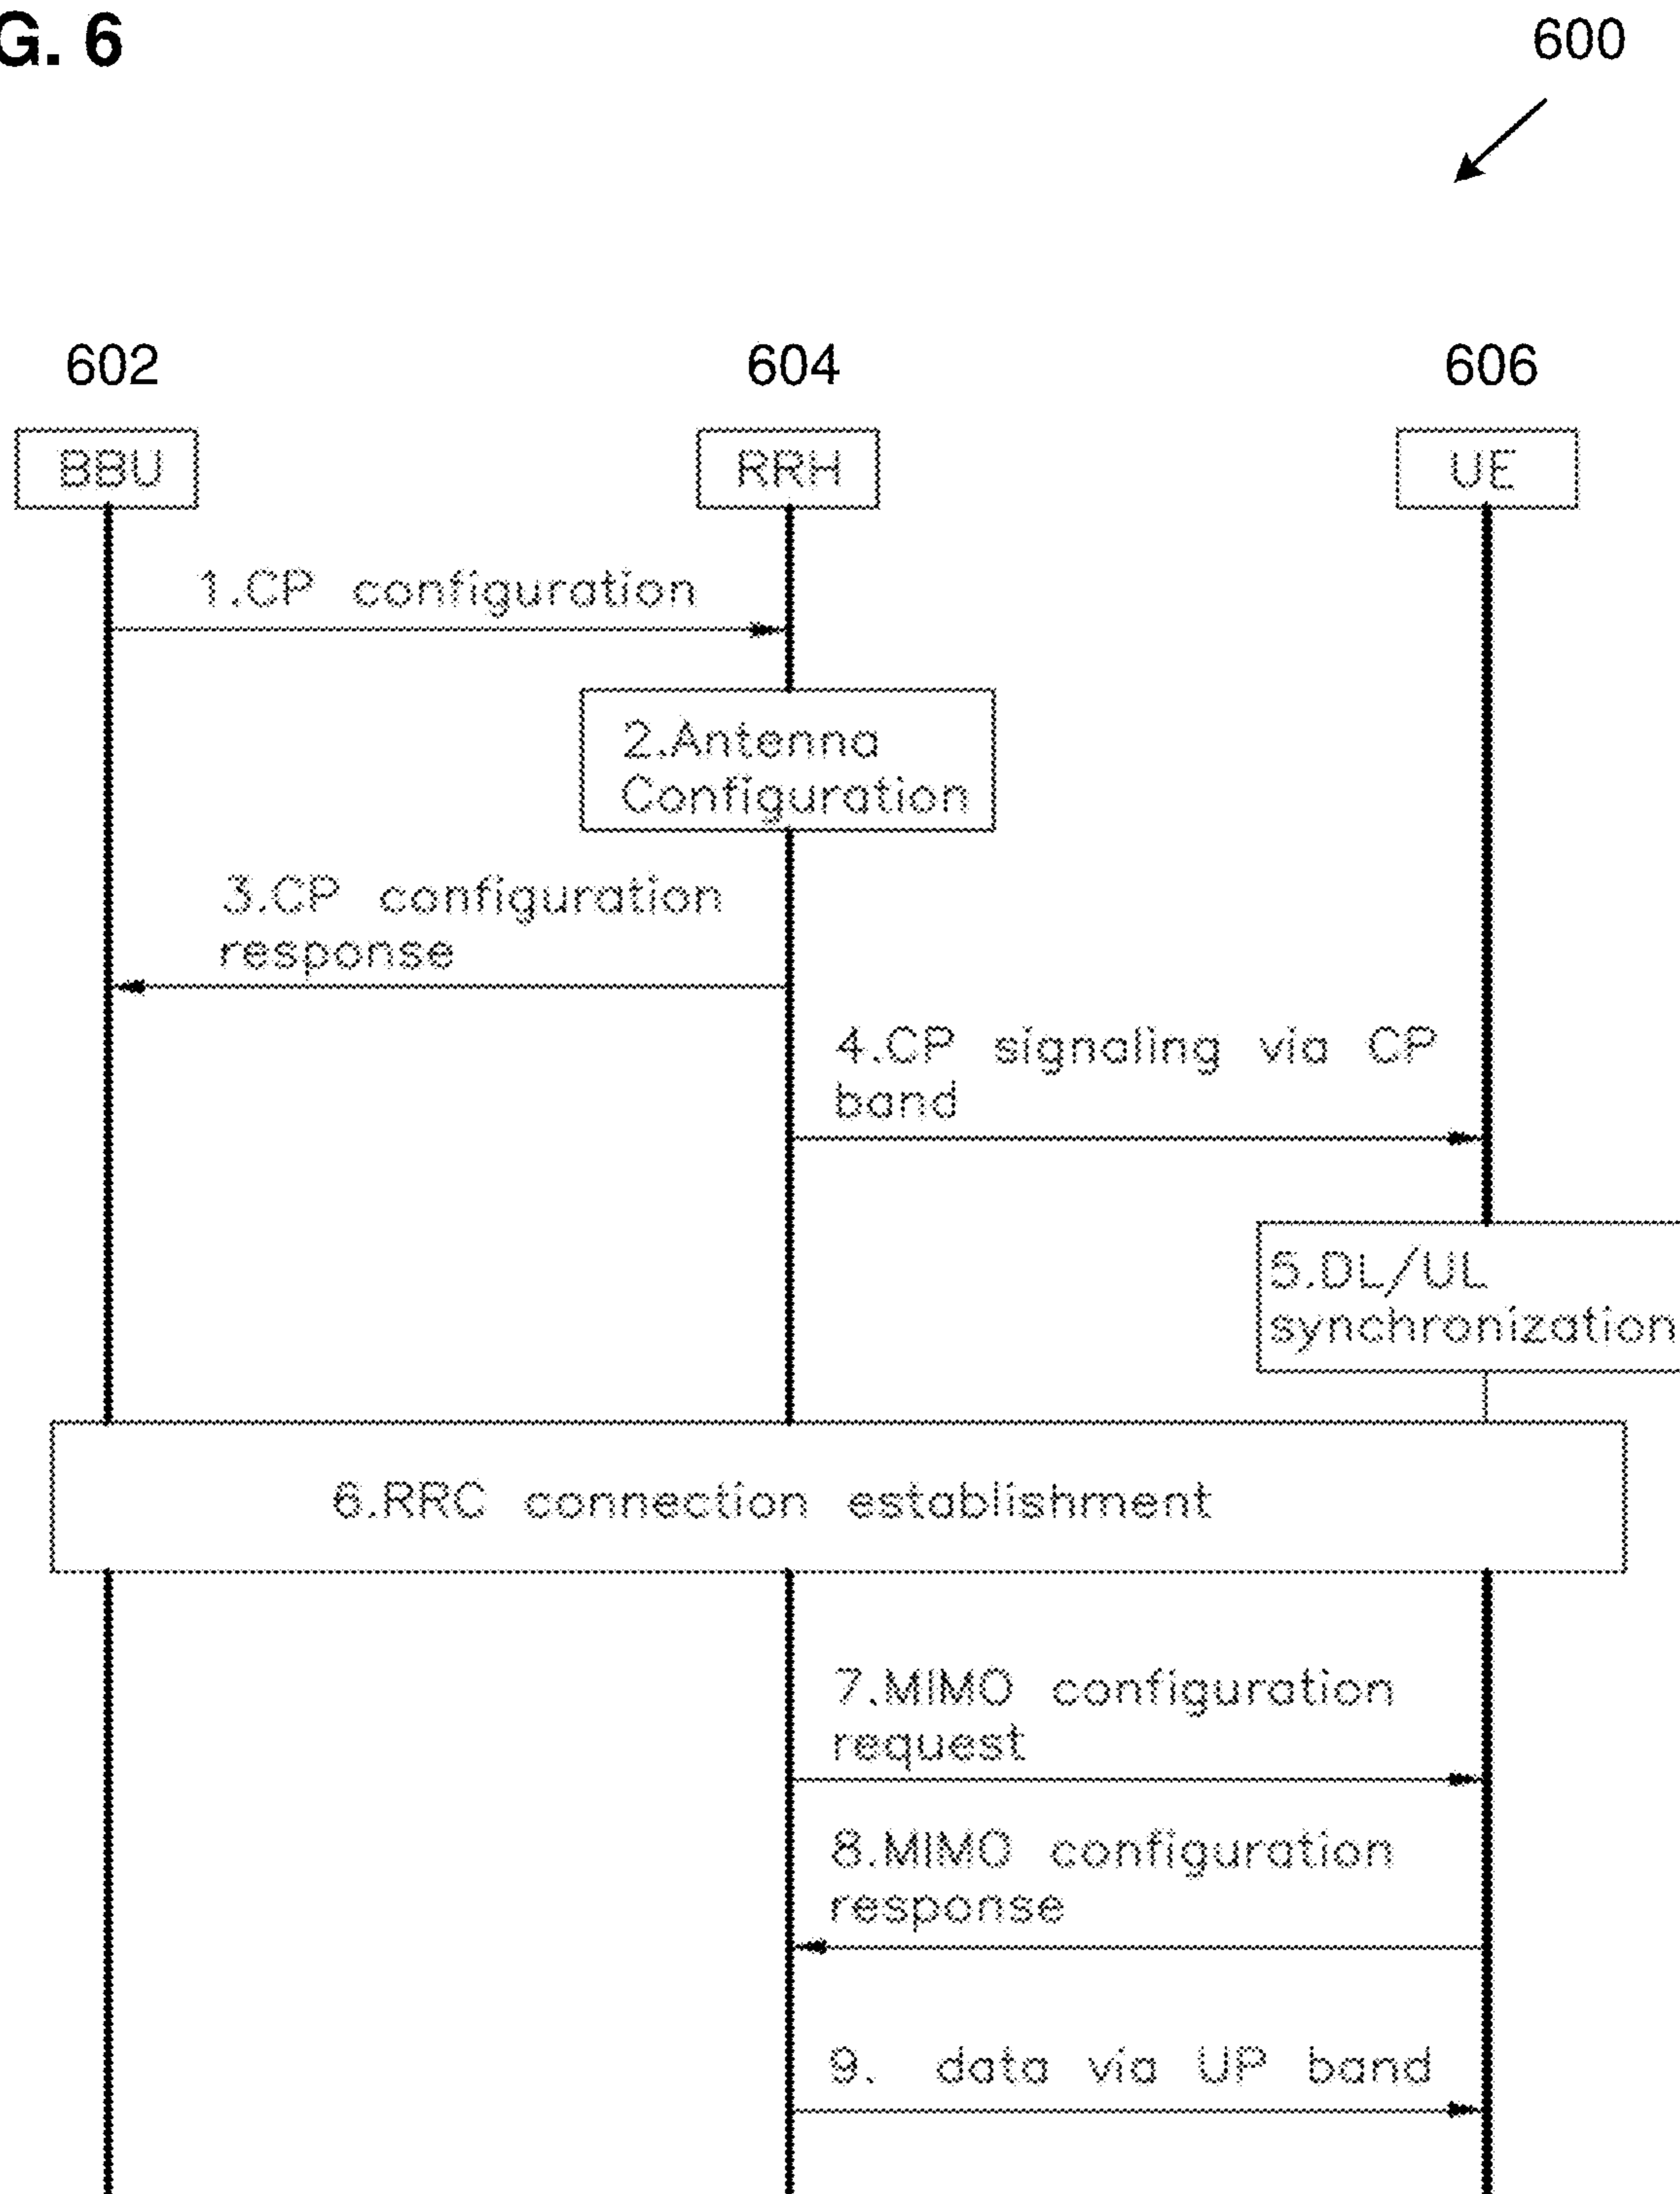 G. 6
600
602
604
606
BBU
RRH
UE
1.CP configuration
2.Antenna
Configuration
3.CP configuration
response
4.CP signaling via CP
band
5.DL/UL
synchronization
6.RRC connection establishment
7.MIMO configuration
request
8.MIMO configuration
response
9. data via UP band